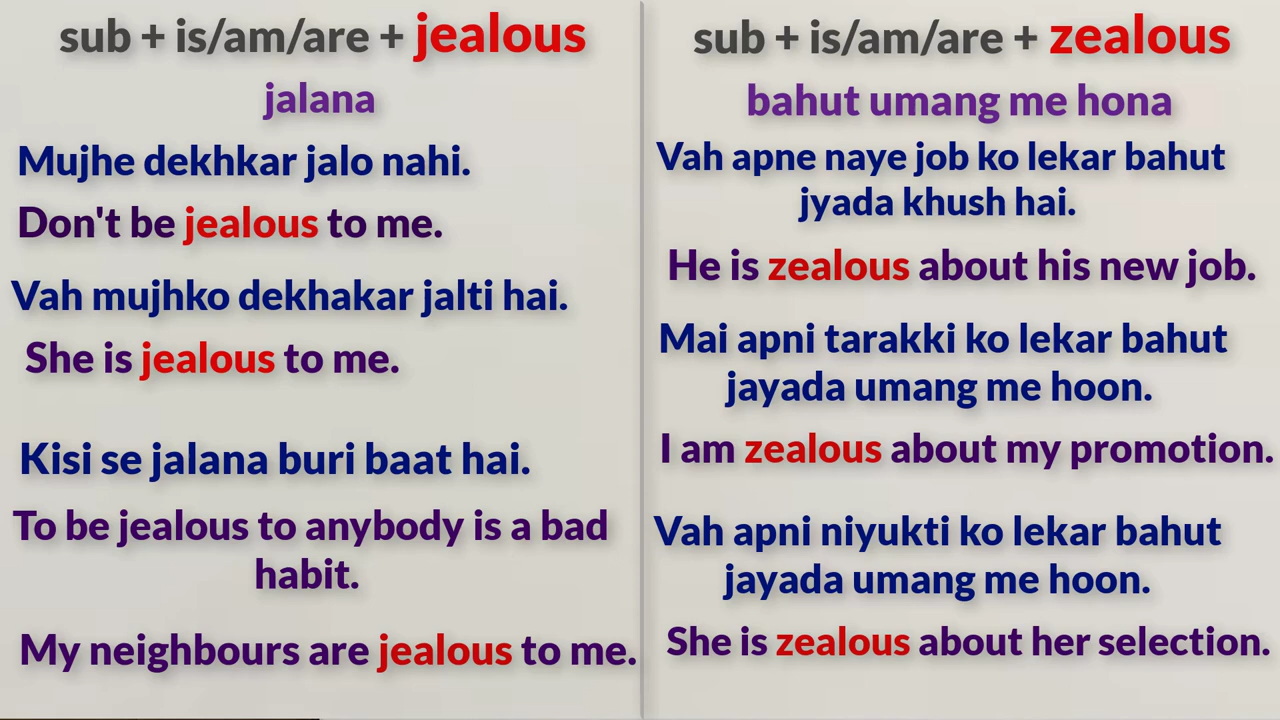 sub + is/am/are + jealous
jalana
Mujhe dekhkar jalo nahi.
Don't be jealous to me.
Vah mujhko dekhakar jalti hai.
She is jealous to me.
Kisi se jalana buri baat hai.
To be jealous to anybody is a bad
habit.
My neighbours are jealous to me.
sub + is/am/are + zealous
bahut umang me hona
Vah apne naye job ko lekar bahut
jyada khush hai.
He is zealous about his new job.
Mai apni tarakki ko lekar bahut
jayada umang me hoon.
I am zealous about my promotion.
Vah apni niyukti ko lekar bahut
jayada umang me hoon.
She is zealous about her selection.